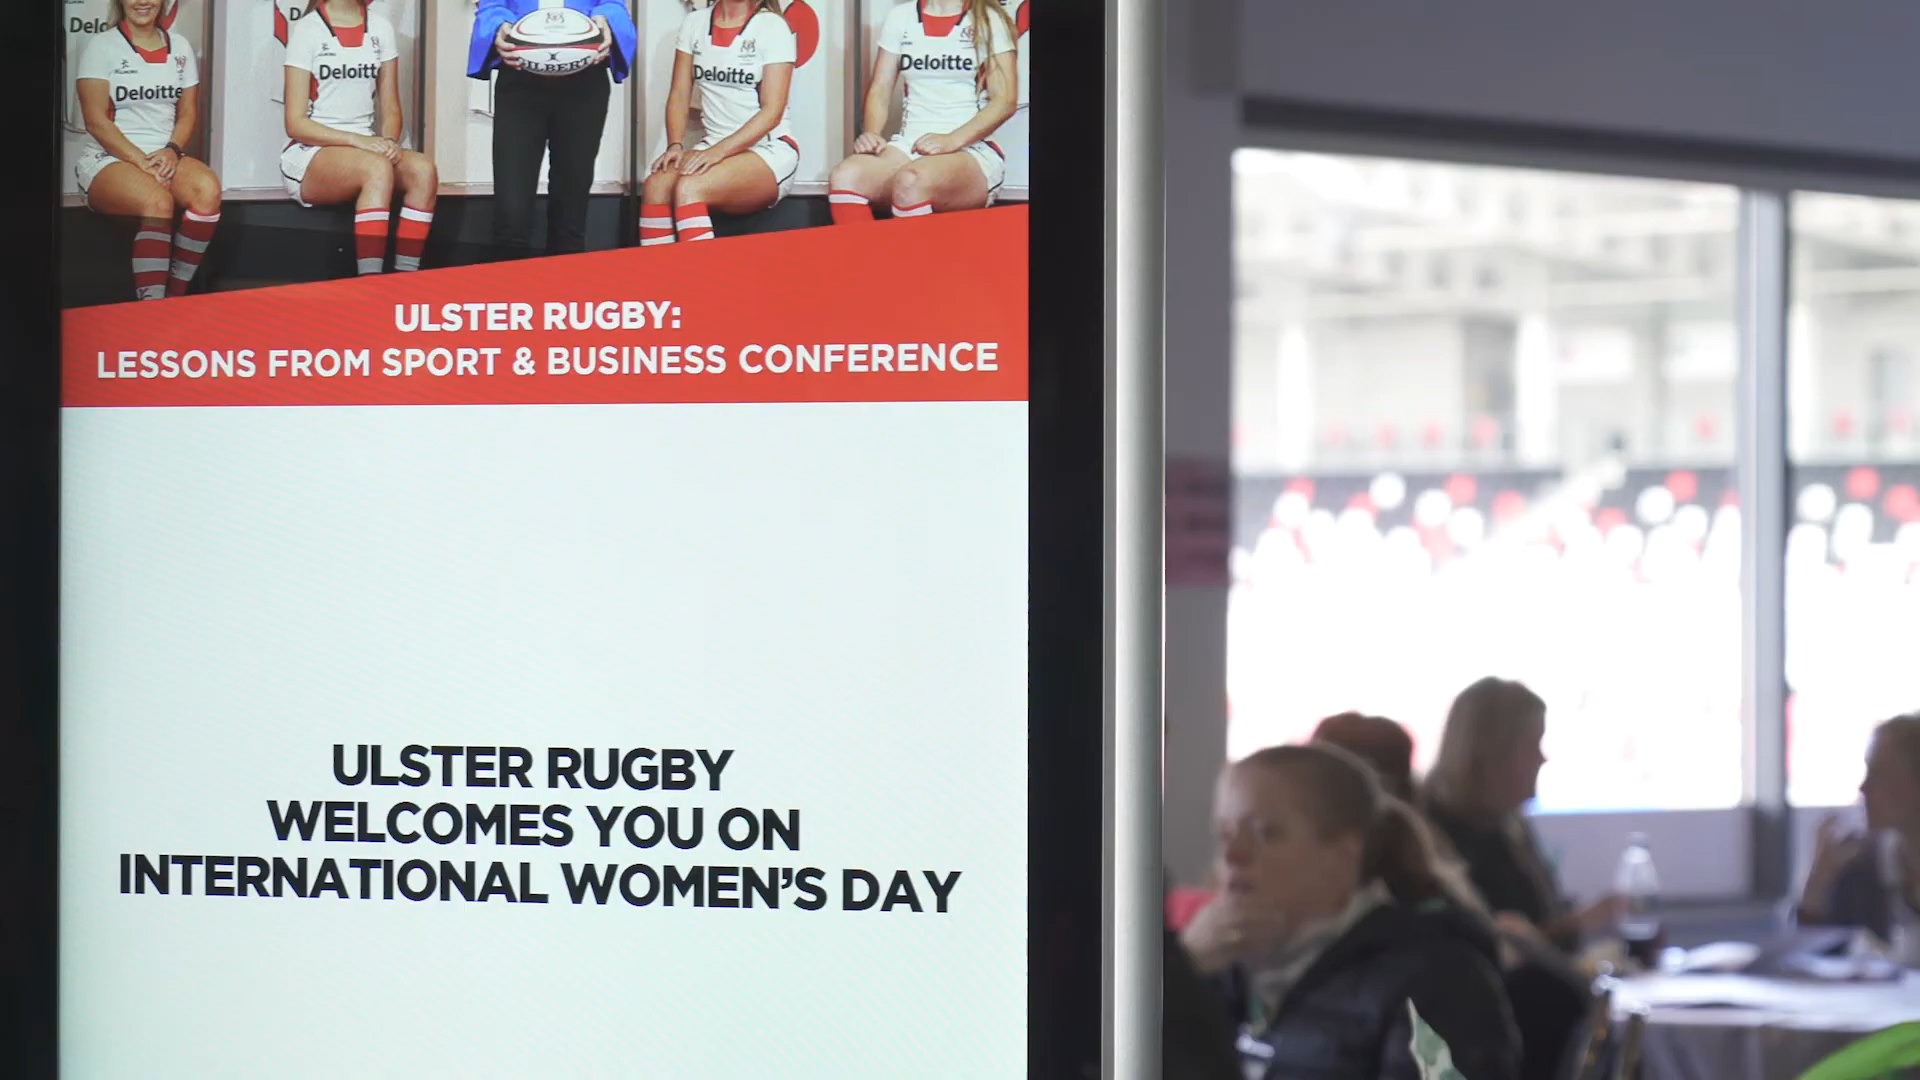 Deloitte
Deloitte
Deloitte
Deloitte
GILBERT
ULSTER RUGBY:
LESSONS FROM SPORT & BUSINESS CONFERENCE
ULSTER RUGBY
WELCOMES YOU ON
INTERNATIONAL WOMEN'S DAY